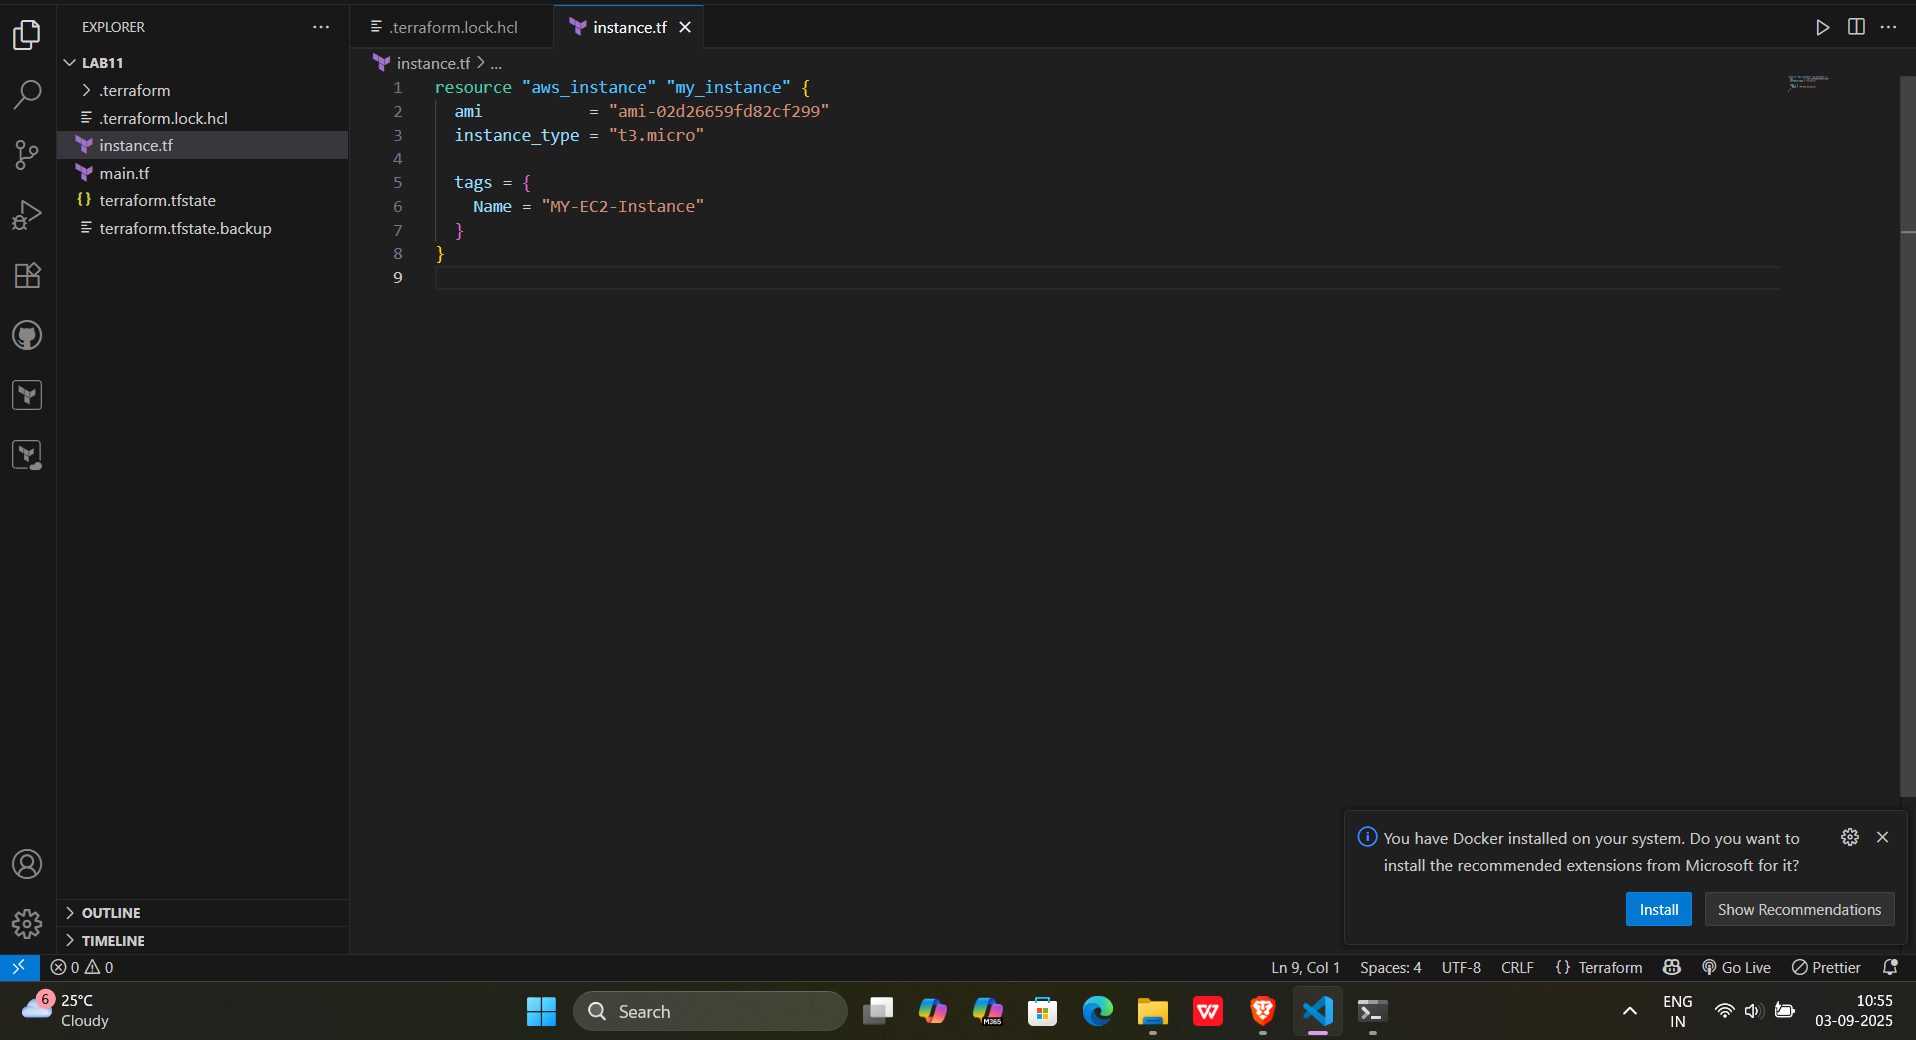 EXPLORER
LAB11
.terraform
.terraform.lock.hcl
instance.tf
main.tf
{} terraform.tfstate
terraform.tfstate.backup
OUTLINE
TIMELINE
.terraform.lock.hcl
instance.tf
instance.tf > ...
1 resource "aws_instance" "my_instance" {
2 ami = "ami-02d26659fd82cf299"
3 instance_type = "t3.micro"
4
5 tags = {
6 Name = "MY-EC2-Instance"
7 }
8 }
9
You have Docker installed on your system. Do you want to
install the recommended extensions from Microsoft for it?
Install
Show Recommendations
0 0
Ln 9, Col 1
Spaces: 4
UTF-8
CRLF
{} Terraform
Go Live
Prettier
6
25°C
Cloudy
Search
M365
W
ENG
IN
10:55
03-09-2025